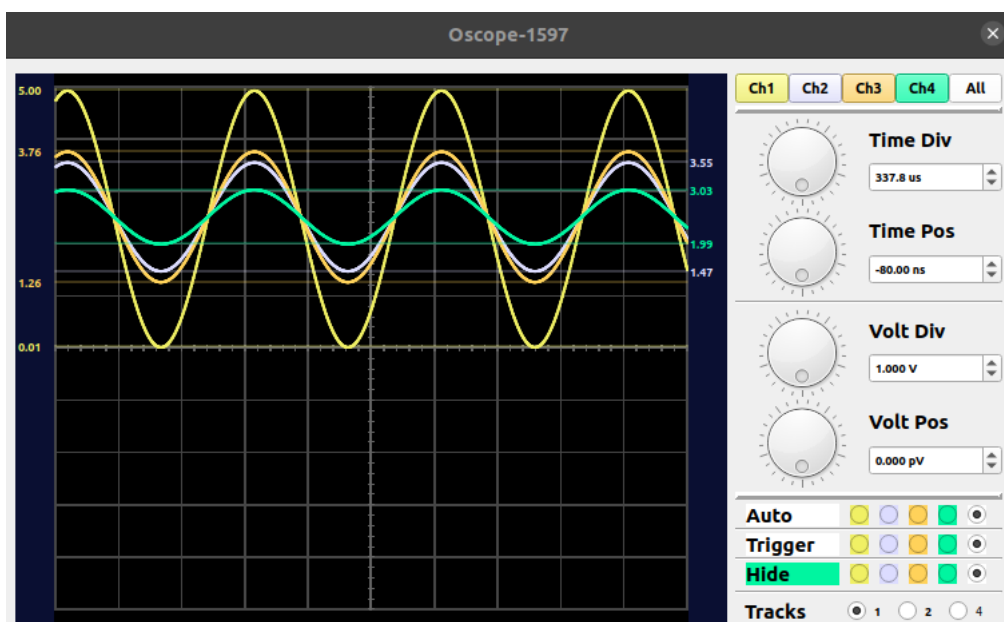 Oscope-1597
5.00
3.76
1.26
0.01
3.55
3.03
1.99
1.47
Ch1 Ch2 Ch3 Ch4 All
Time Div
337.8 us
Time Pos
-80.00 ns
Volt Div
1.000 V
Volt Pos
0.000 pV
Auto
Trigger
Hide
Tracks 1 2 4